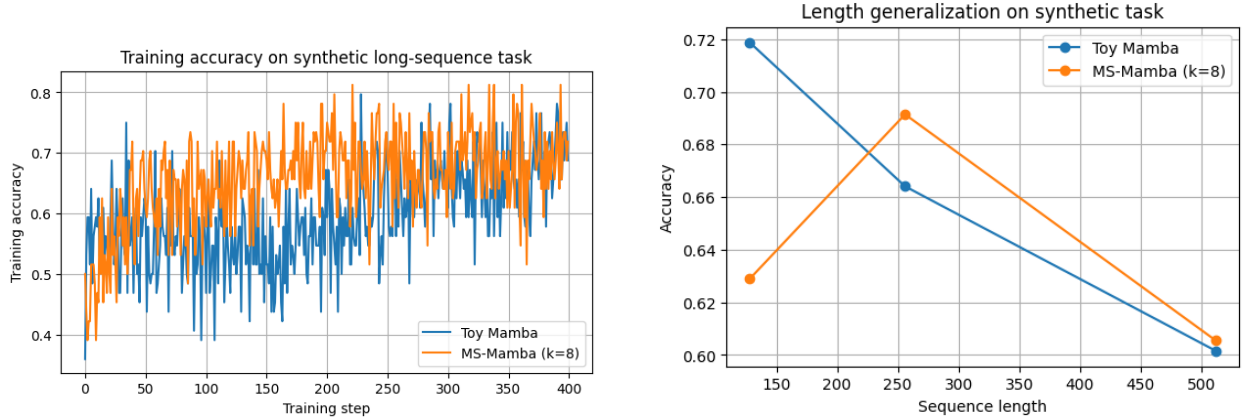 Training accuracy on synthetic long-sequence task
Training accuracy
0.8
0.7
0.6
0.5
0.4
0
50
100
150
200
250
300
350
400
Training step
Toy Mamba
MS-Mamba (k=8)
Length generalization on synthetic task
Accuracy
0.72
0.70
0.68
0.66
0.64
0.62
0.60
150
200
250
300
350
400
450
500
Sequence length
Toy Mamba
MS-Mamba (k=8)